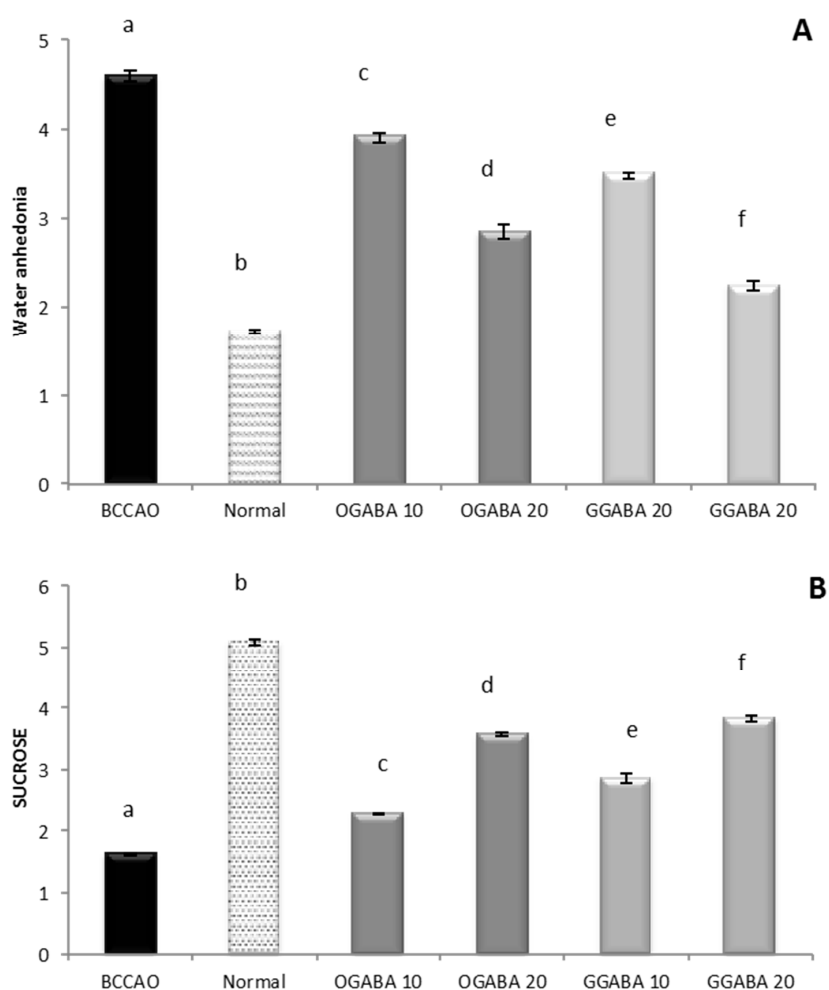 A
a
5
c
4
e
d
3
f
b
2
1
0
Water anhedonia
BCCAO Normal OGABA 10 OGABA 20 GGABA 20 GGABA 20
B
b
6
5
f
d
4
e
c
3
a
2
1
0
SUCROSE
BCCAO Normal OGABA 10 OGABA 20 GGABA 10 GGABA 20